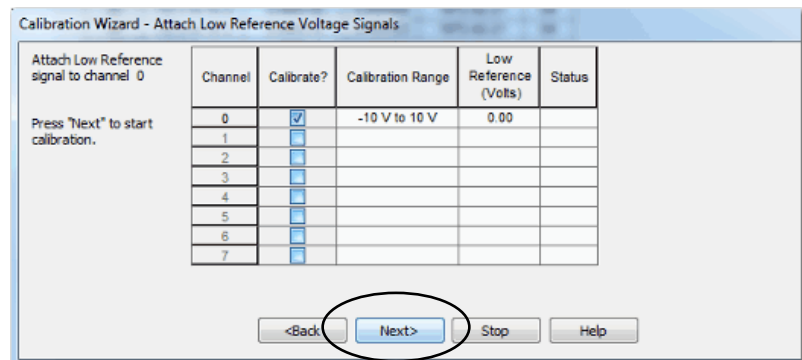 Calibration Wizard - Attach Low Reference Voltage Signals
Attach Low Reference
signal to channel 0
Press "Next" to start
calibration.
Channel Calibrate? Calibration Range Low Reference (Volts) Status
0 -10 V to 10 V 0.00
1
2
3
4
5
6
7
<Back Next> Stop Help